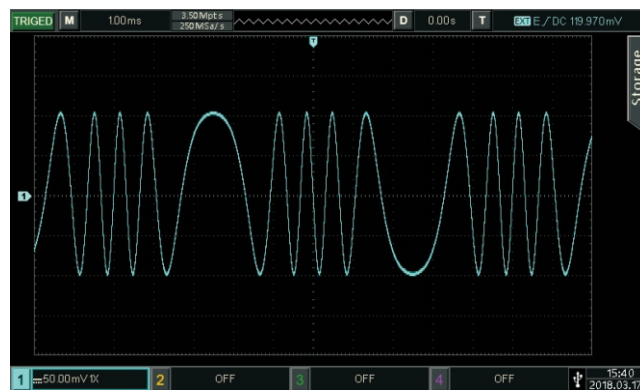 TRIGED M 1.00ms 3.50Mpts D 0.00s T EXT E / DC 119.970mV
250MSa/s
T
Storage
1
1 50.00mV 1X 2 OFF 3 OFF 4 OFF 15:40
2018.03.17